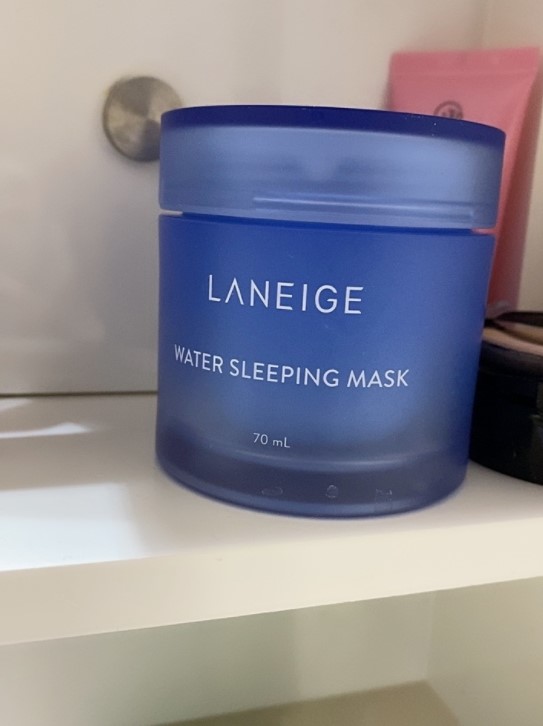 LANEIGE
WATER SLEEPING MASK
70 mL